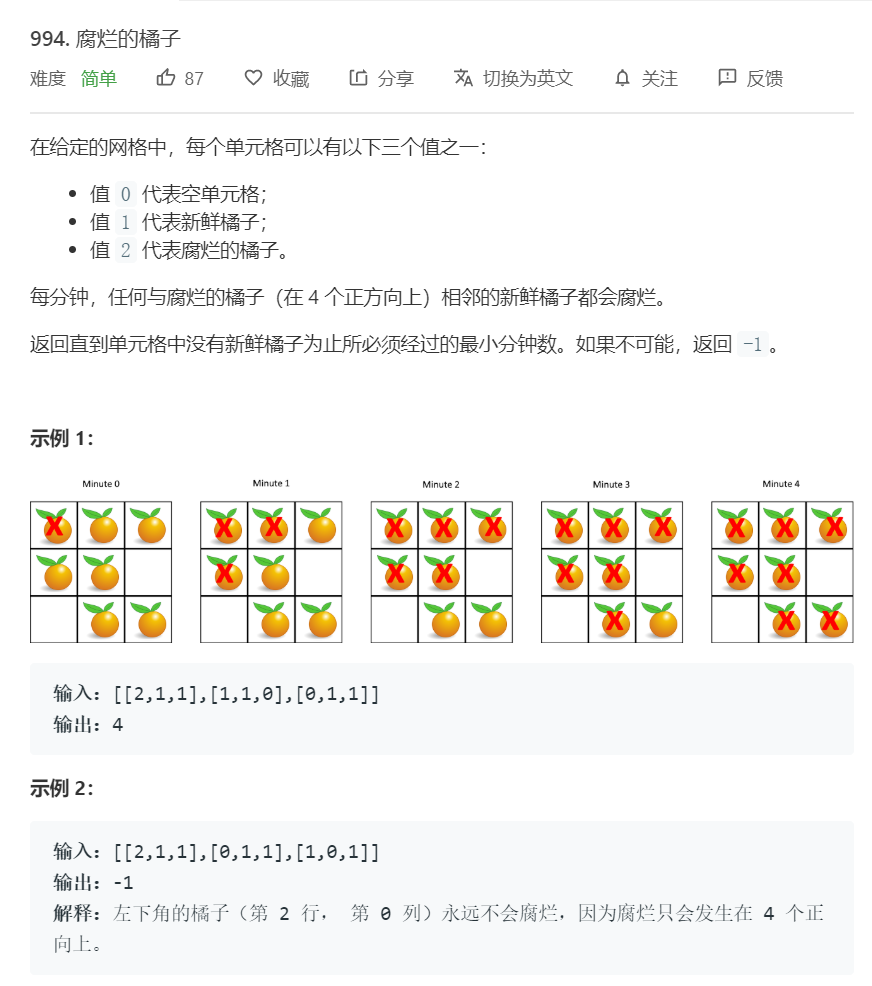 994. 腐烂的橘子
难度 简单 87 收藏 分享 切换为英文 关注 反馈
在给定的网格中，每个单元格可以有以下三个值之一：
值 0 代表空单元格；
值 1 代表新鲜橘子；
值 2 代表腐烂的橘子。
每分钟，任何与腐烂的橘子（在 4 个正方向上）相邻的新鲜橘子都会腐烂。
返回直到单元格中没有新鲜橘子为止所必须经过的最小分钟数。如果不可能，返回 -1 。
示例 1：
Minute 0 Minute 1 Minute 2 Minute 3 Minute 4
输入：[[2,1,1],[1,1,0],[0,1,1]]
输出：4
示例 2：
输入：[[2,1,1],[0,1,1],[1,0,1]]
输出：-1
解释：左下角的橘子（第 2 行， 第 0 列）永远不会腐烂，因为腐烂只会发生在 4 个正
向上。